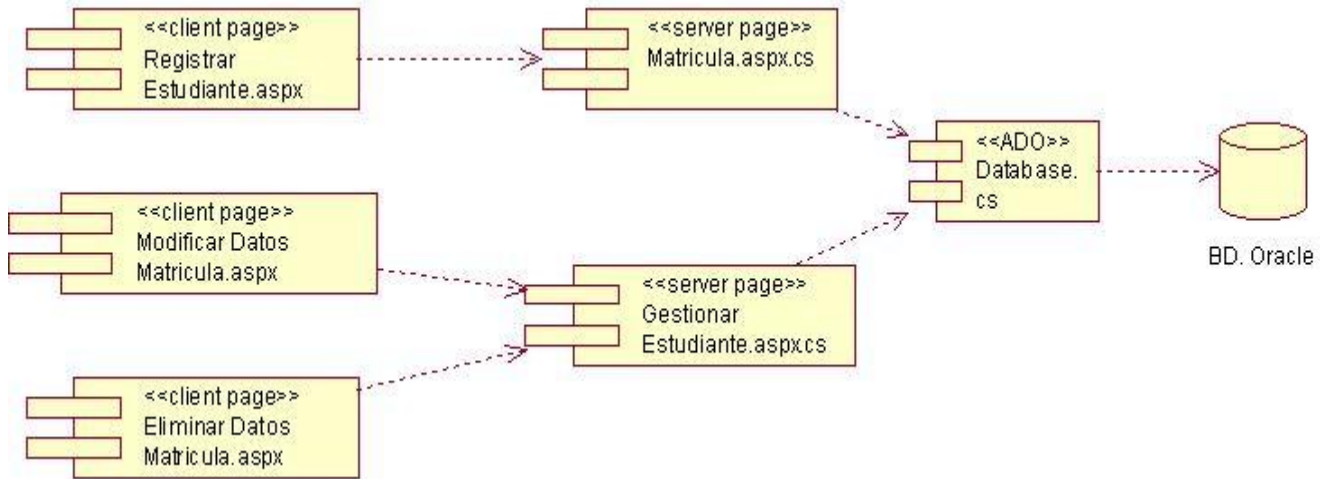 <<client page>>
Registrar
Estudiante.aspx
<<server page>>
Matricula.aspx.cs
<<ADO>>
Database.
cs
BD. Oracle
<<client page>>
Modificar Datos
Matricula.aspx
<<server page>>
Gestionar
Estudiante.aspx.cs
<<client page>>
Eliminar Datos
Matricula.aspx